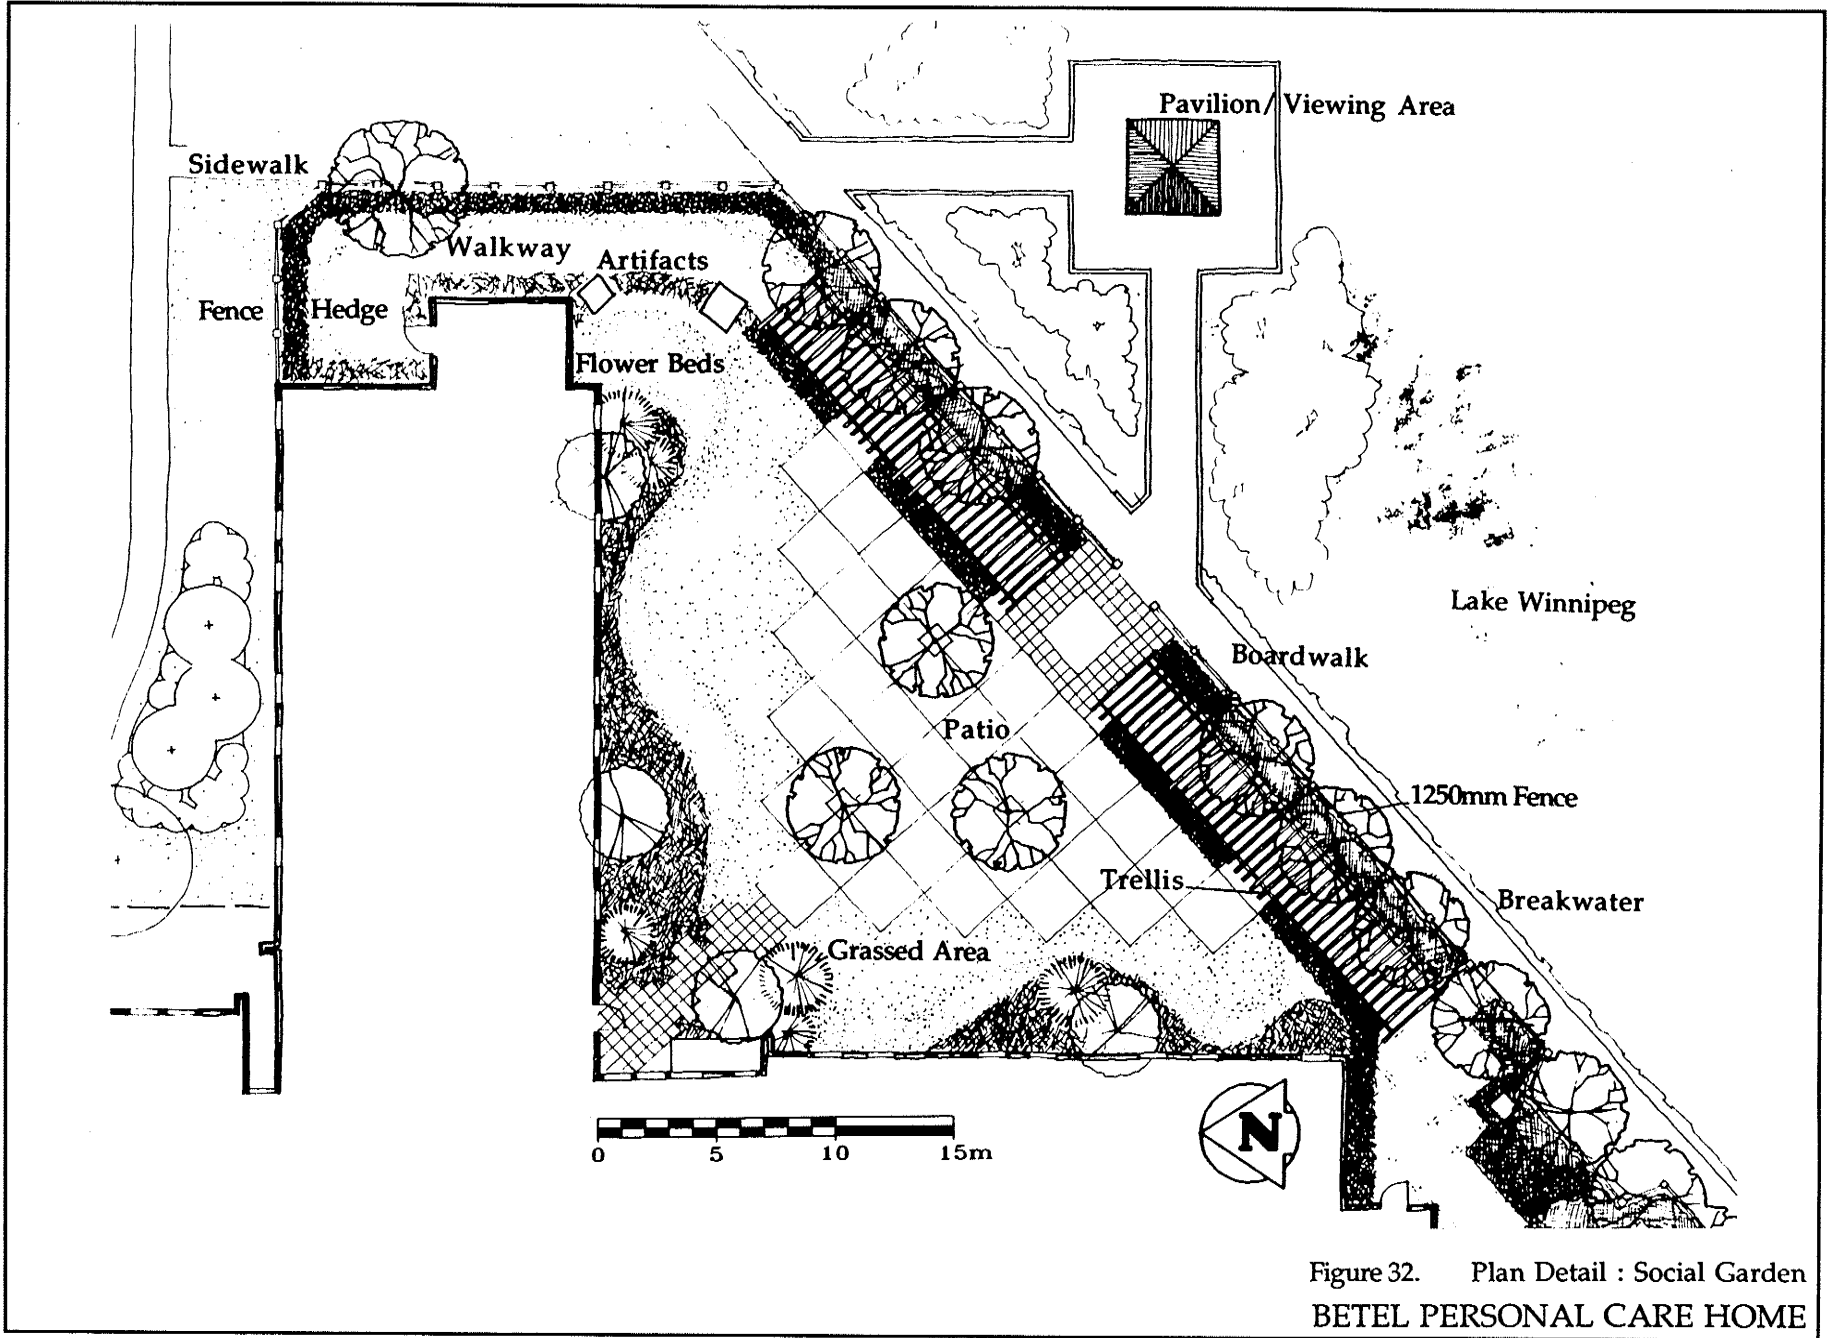 Pavilion/Viewing Area
Sidewalk
Walkway
Artifacts
Fence
Hedge
Flower Beds
Lake Winnipeg
Boardwalk
Patio
1250mm Fence
Trellis
Breakwater
Grassed Area
N
0 5 10 15m
Figure 32. Plan Detail : Social Garden
BETEL PERSONAL CARE HOME